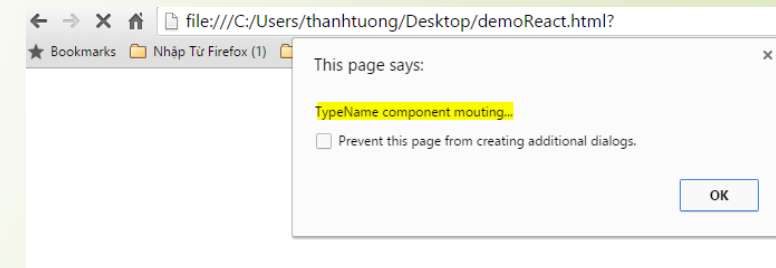 file:///C:/Users/thanhtuong/Desktop/demoReact.html?
Bookmarks Nhập Từ Firefox (1)
This page says:
TypeName component mouting...
Prevent this page from creating additional dialogs.
OK